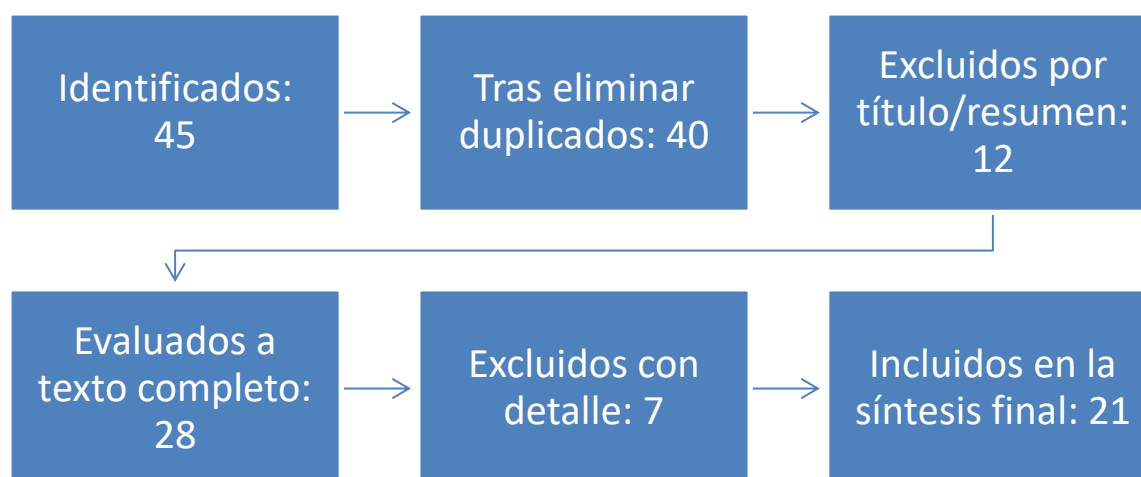 Identificados:
45
Tras eliminar
duplicados: 40
Excluidos por
título/resumen:
12
Evaluados a
texto completo:
28
Excluidos con
detalle: 7
Incluidos en la
síntesis final: 21